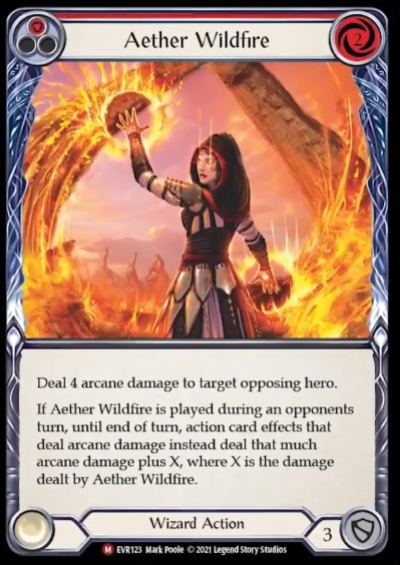 Aether Wildfire
2
Deal 4 arcane damage to target opposing hero.
If Aether Wildfire is played during an opponents
turn, until end of turn, action card effects that
deal arcane damage instead deal that much
arcane damage plus X, where X is the damage
dealt by Aether Wildfire.
Wizard Action
3
M EVR123 Mark Poole © 2021 Legend Story Studios